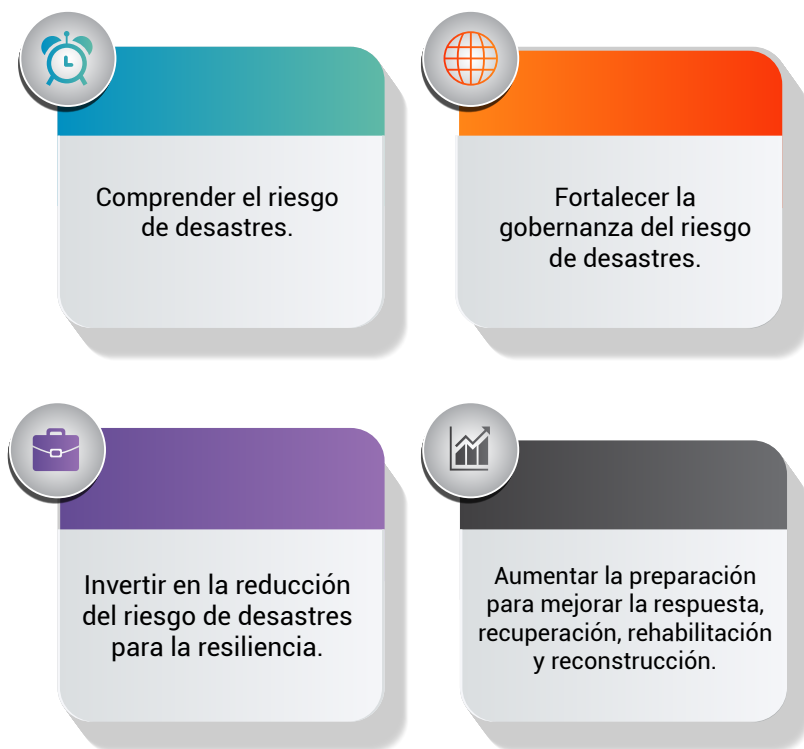 Comprender el riesgo
de desastres.
Fortalecer la
gobernanza del riesgo
de desastres.
Invertir en la reducción
del riesgo de desastres
para la resiliencia.
Aumentar la preparación
para mejorar la respuesta,
recuperación, rehabilitación
y reconstrucción.